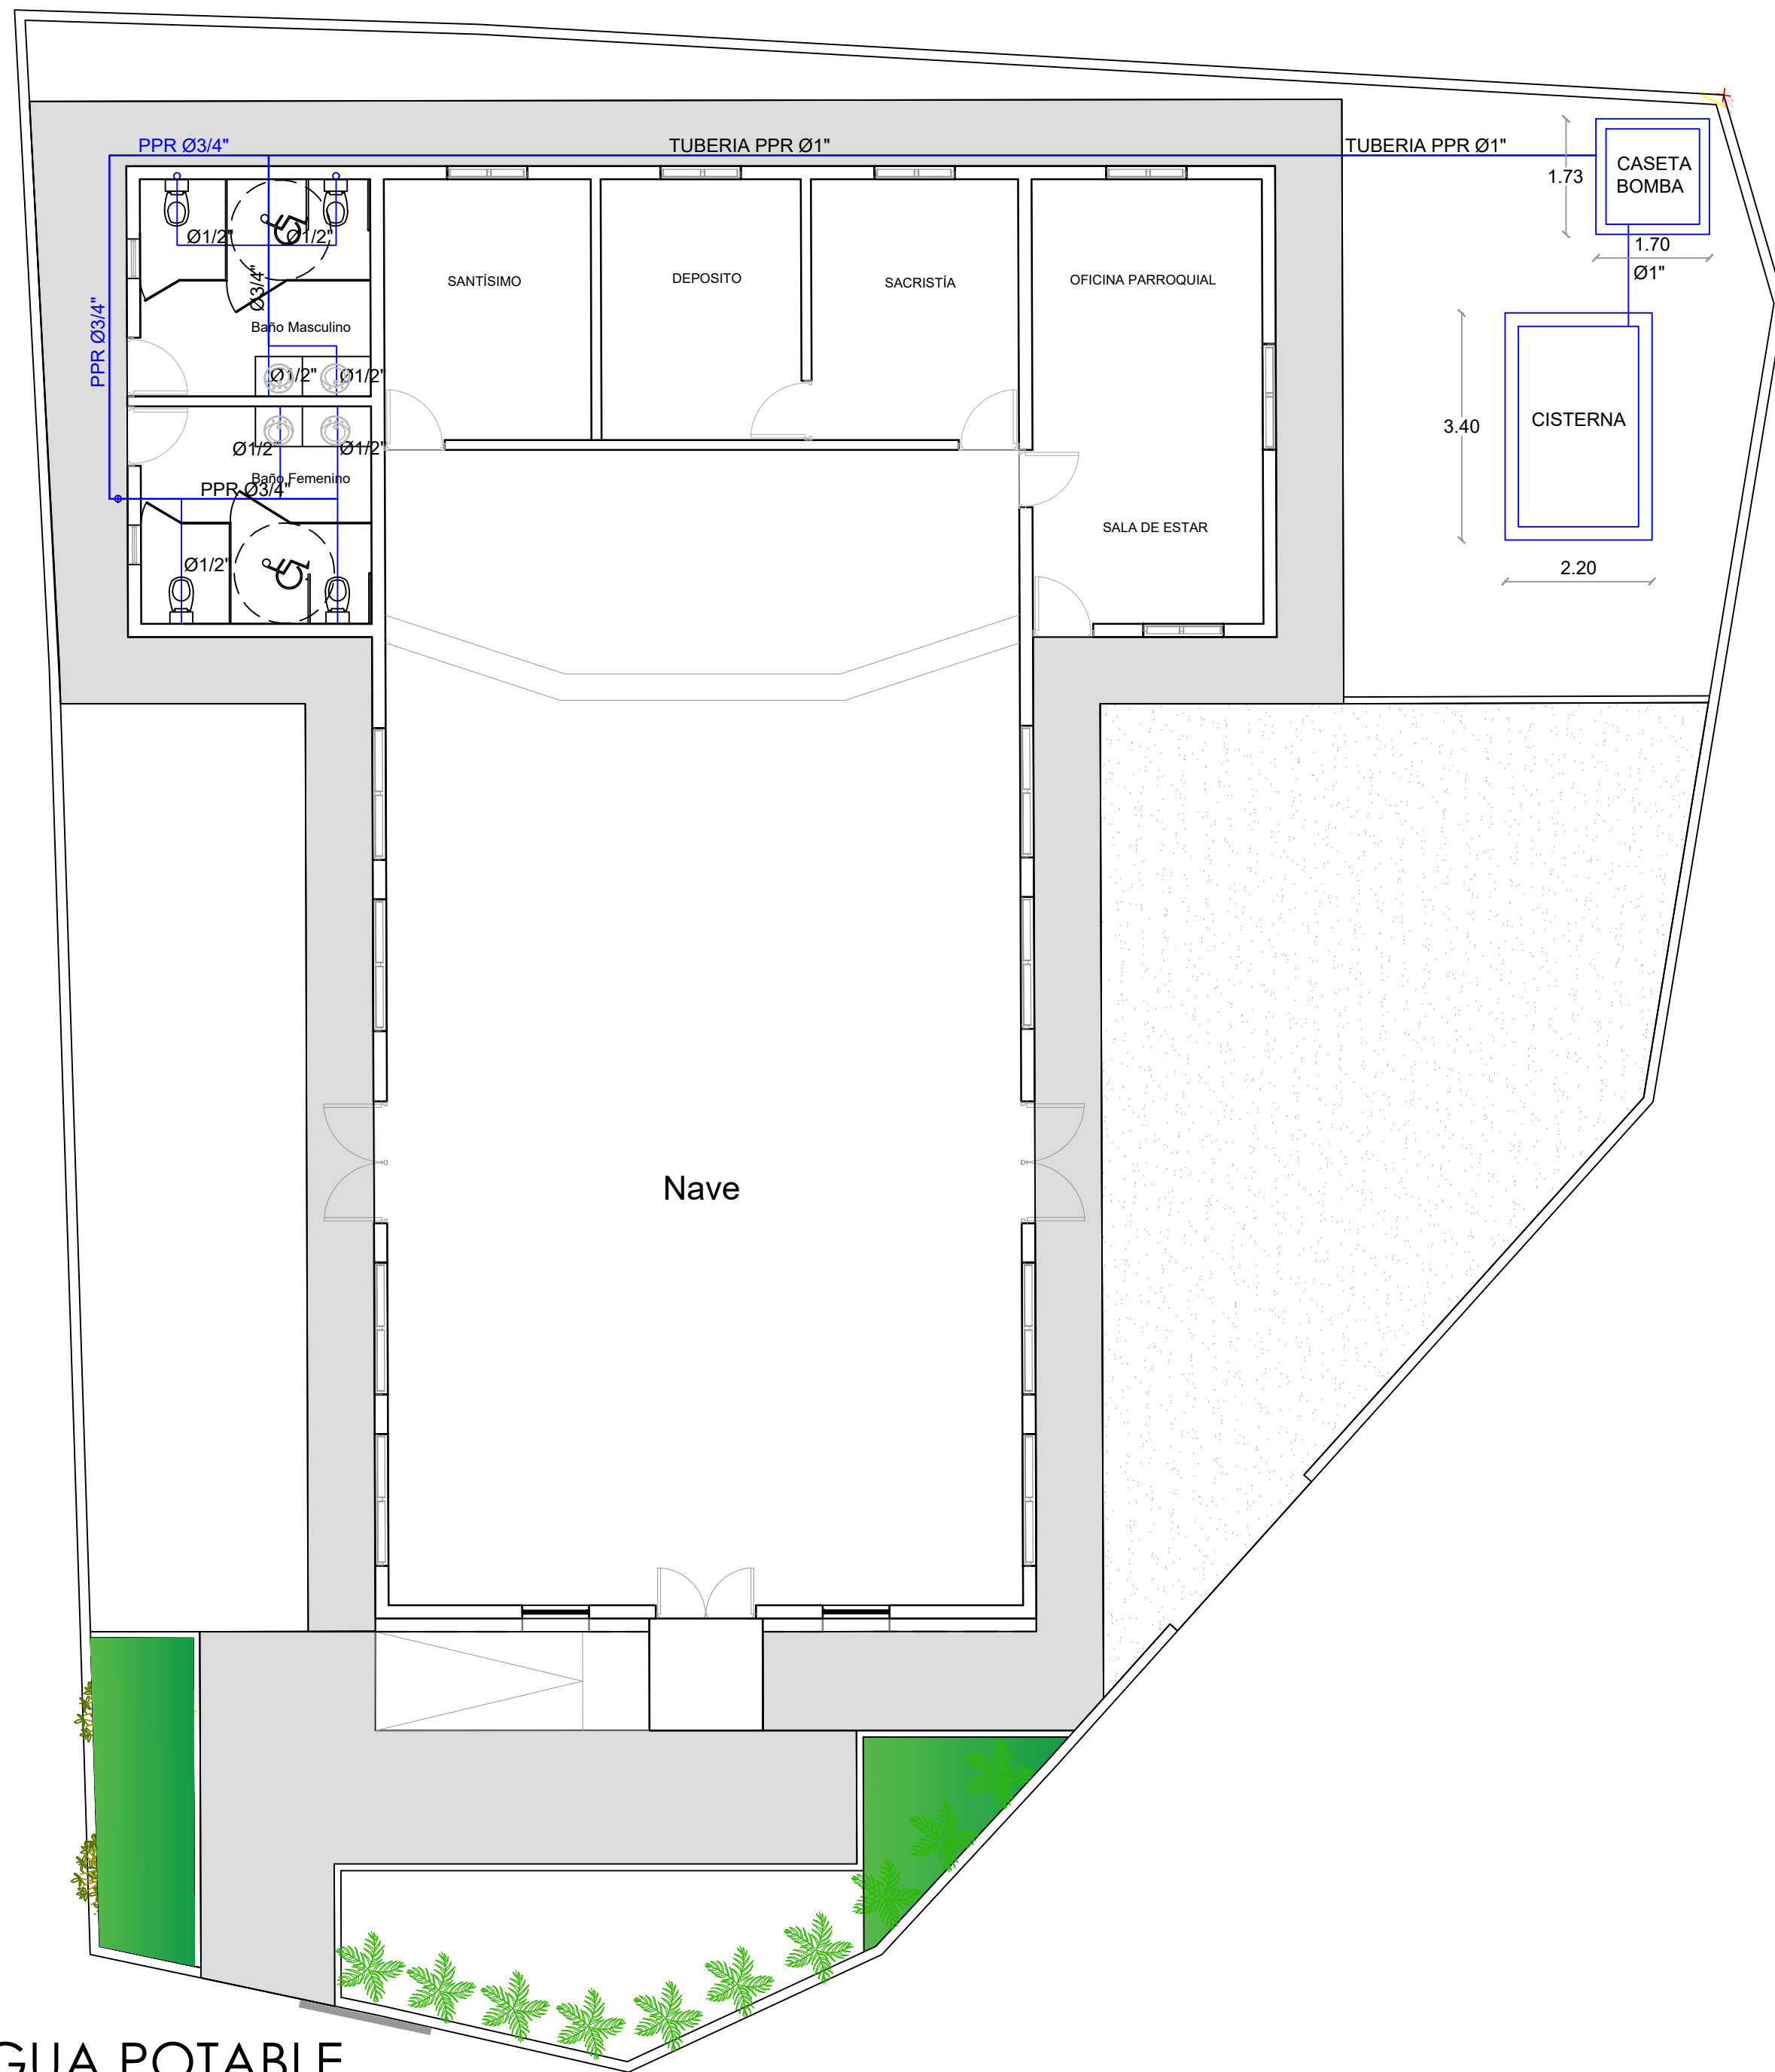 PPR Ø3/4"
TUBERIA PPR Ø1"
TUBERIA PPR Ø1"
CASETA
BOMBA
1.73
1.70
Ø1"
Ø1/2"
Ø1/2"
Ø3/4"
PPR Ø3/4"
SANTÍSIMO
DEPOSITO
SACRISTÍA
OFICINA PARROQUIAL
Baño Masculino
Ø1/2"
Ø1/2"
3.40
CISTERNA
Ø1/2"
Ø1/2"
Baño Femenino
PPR Ø3/4"
SALA DE ESTAR
Ø1/2"
2.20
Nave
GUA POTABLE